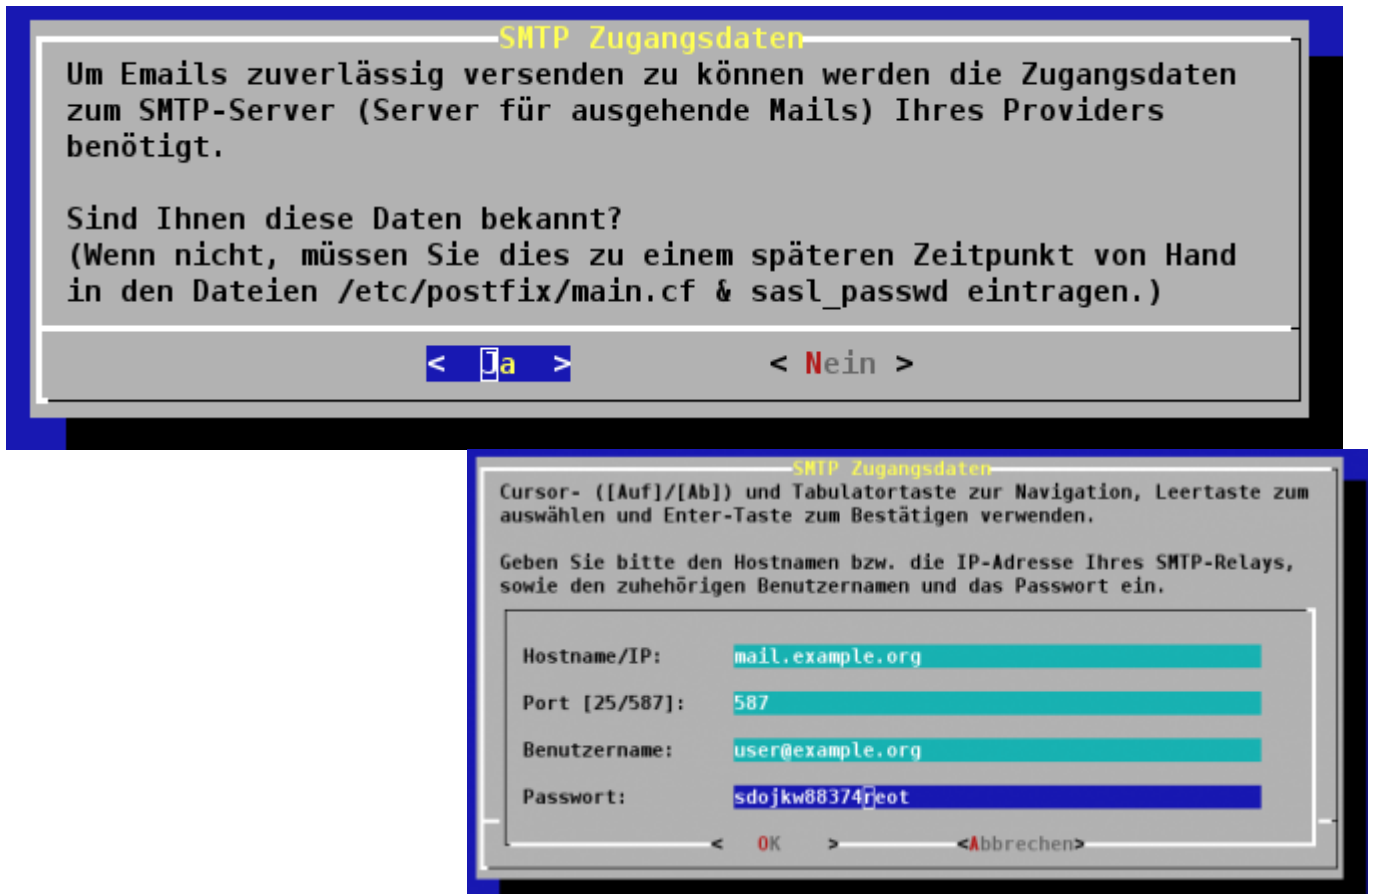 SMTP Zugangsdaten
Um Emails zuverlässig versenden zu können werden die Zugangsdaten
zum SMTP-Server (Server für ausgehende Mails) Ihres Providers
benötigt.
Sind Ihnen diese Daten bekannt?
(Wenn nicht, müssen Sie dies zu einem späteren Zeitpunkt von Hand
in den Dateien /etc/postfix/main.cf & sasl_passwd eintragen.)
< Ja > < Nein >
SMTP Zugangsdaten
Cursor- ([Auf]/[Ab]) und Tabulatortaste zur Navigation, Leertaste zum
auswählen und Enter-Taste zum Bestätigen verwenden.
Geben Sie bitte den Hostnamen bzw. die IP-Adresse Ihres SMTP-Relays,
sowie den zuhehörigen Benutzernamen und das Passwort ein.
Hostname/IP: mail.example.org
Port [25/587]: 587
Benutzername: user@example.org
Passwort: sdojkw88374reot
< OK > <Abbrechen>